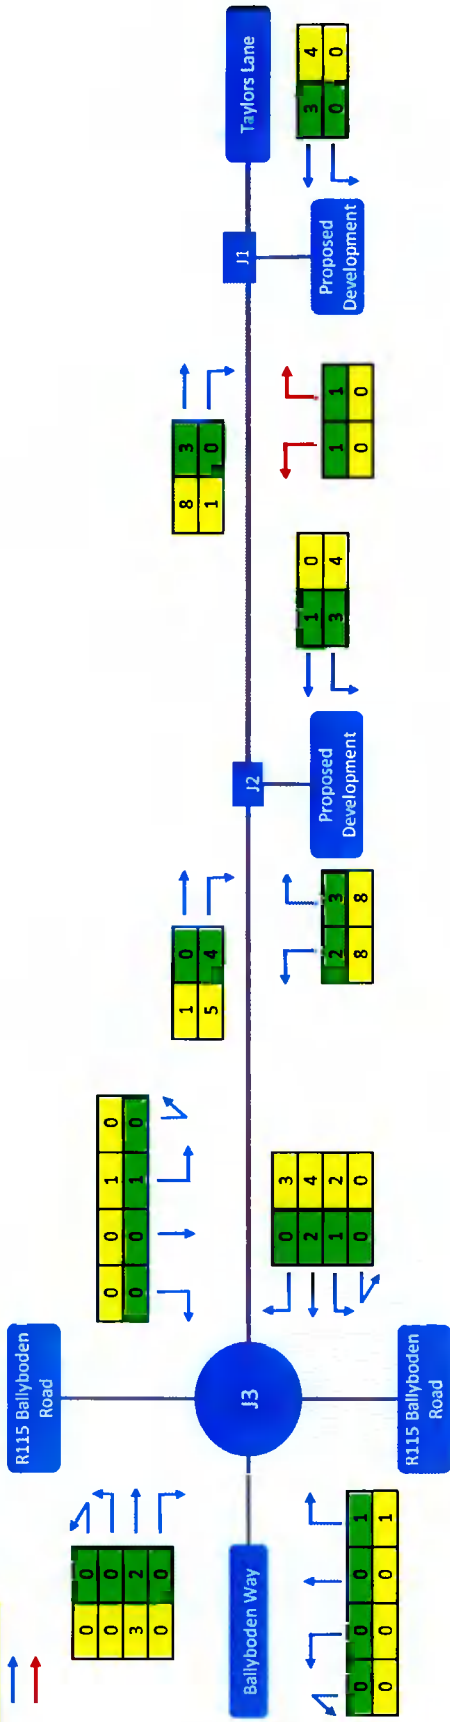 R115 Ballyboden
Road
0 0
0 0
3 2
0 0
0 0 1 0
0 0 1 0
1 0
5 4
8 3
1 0
Ballyboden Way
J3
J2
J1
Taylors Lane
0 3
2 4
1 2
0 0
1 0
3 4
3 4
0 0
Proposed
Development
Proposed
Development
0 0 0 1
0 0 0 1
2 3
8 8
1 1
0 0
R115 Ballyboden
Road